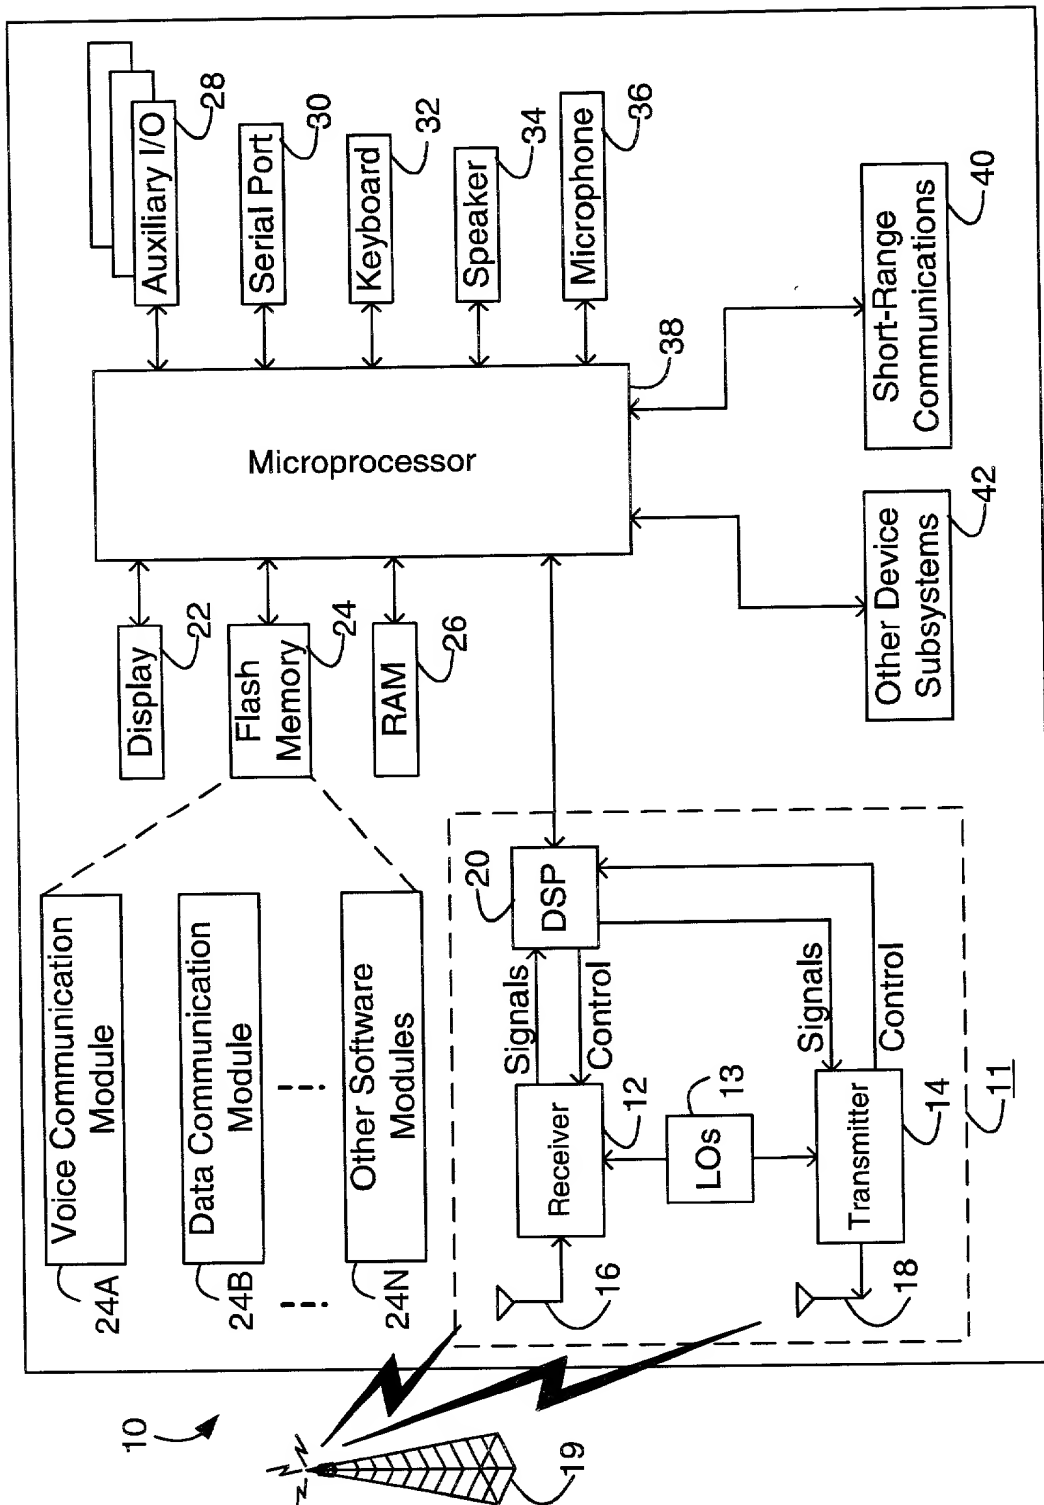 10
19
Voice Communication
Module
24A
Data Communication
Module
24B
Other Software
Modules
24N
Display
22
Flash
Memory
24
RAM
26
Microprocessor
38
Auxiliary I/O
28
Serial Port
30
Keyboard
32
Speaker
34
Microphone
36
Short-Range
Communications
40
Other Device
Subsystems
42
DSP
20
Signals
Control
Receiver
12
16
LOs
13
Signals
Control
Transmitter
14
18
11